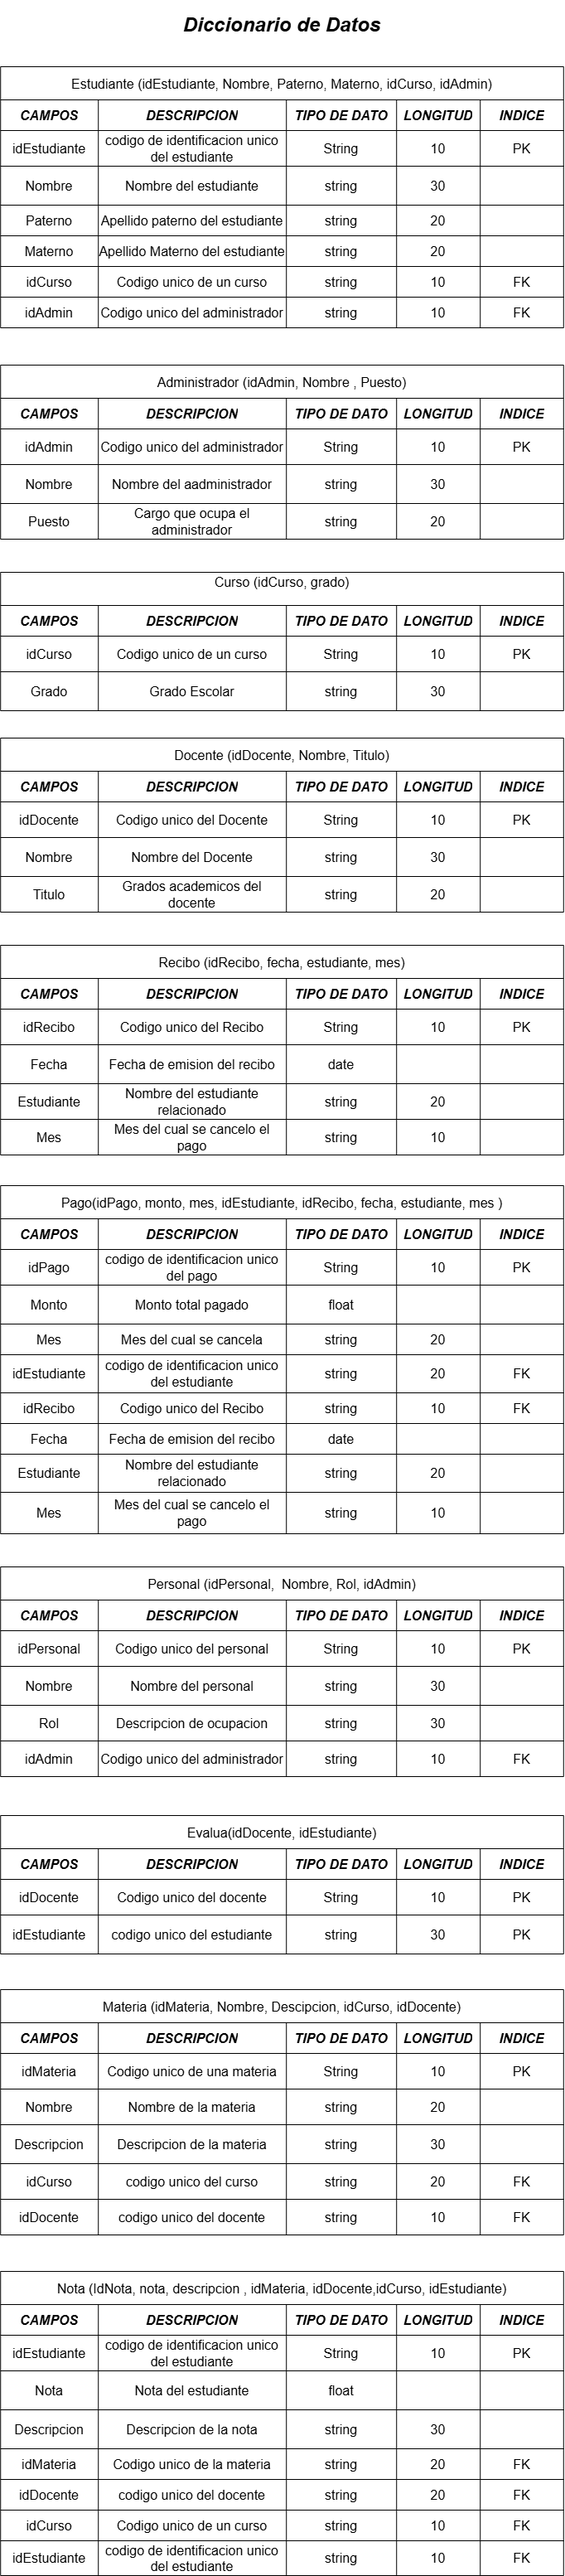 Diccionario de Datos
Estudiante (idEstudiante, Nombre, Paterno, Materno, idCurso, idAdmin)
CAMPOS DESCRIPCION TIPO DE DATO LONGITUD INDICE
idEstudiante codigo de identificacion unico del estudiante String 10 PK
Nombre Nombre del estudiante string 30
Paterno Apellido paterno del estudiante string 20
Materno Apellido Materno del estudiante string 20
idCurso Codigo unico de un curso string 10 FK
idAdmin Codigo unico del administrador string 10 FK
Administrador (idAdmin, Nombre , Puesto)
CAMPOS DESCRIPCION TIPO DE DATO LONGITUD INDICE
idAdmin Codigo unico del administrador String 10 PK
Nombre Nombre del aadministrador string 30
Puesto Cargo que ocupa el administrador string 20
Curso (idCurso, grado)
CAMPOS DESCRIPCION TIPO DE DATO LONGITUD INDICE
idCurso Codigo unico de un curso String 10 PK
Grado Grado Escolar string 30
Docente (idDocente, Nombre, Titulo)
CAMPOS DESCRIPCION TIPO DE DATO LONGITUD INDICE
idDocente Codigo unico del Docente String 10 PK
Nombre Nombre del Docente string 30
Titulo Grados academicos del docente string 20
Recibo (idRecibo, fecha, estudiante, mes)
CAMPOS DESCRIPCION TIPO DE DATO LONGITUD INDICE
idRecibo Codigo unico del Recibo String 10 PK
Fecha Fecha de emision del recibo date
Estudiante Nombre del estudiante relacionado string 20
Mes Mes del cual se cancelo el pago string 10
Pago(idPago, monto, mes, idEstudiante, idRecibo, fecha, estudiante, mes )
CAMPOS DESCRIPCION TIPO DE DATO LONGITUD INDICE
idPago codigo de identificacion unico del pago String 10 PK
Monto Monto total pagado float
Mes Mes del cual se cancela string 20
idEstudiante codigo de identificacion unico del estudiante string 20 FK
idRecibo Codigo unico del Recibo string 10 FK
Fecha Fecha de emision del recibo date
Estudiante Nombre del estudiante relacionado string 20
Mes Mes del cual se cancelo el pago string 10
Personal (idPersonal, Nombre, Rol, idAdmin)
CAMPOS DESCRIPCION TIPO DE DATO LONGITUD INDICE
idPersonal Codigo unico del personal String 10 PK
Nombre Nombre del personal string 30
Rol Descripcion de ocupacion string 30
idAdmin Codigo unico del administrador string 10 FK
Evalua(idDocente, idEstudiante)
CAMPOS DESCRIPCION TIPO DE DATO LONGITUD INDICE
idDocente Codigo unico del docente String 10 PK
idEstudiante codigo unico del estudiante string 30 PK
Materia (idMateria, Nombre, Descipcion, idCurso, idDocente)
CAMPOS DESCRIPCION TIPO DE DATO LONGITUD INDICE
idMateria Codigo unico de una materia String 10 PK
Nombre Nombre de la materia string 20
Descripcion Descripcion de la materia string 30
idCurso codigo unico del curso string 20 FK
idDocente codigo unico del docente string 10 FK
Nota (IdNota, nota, descripcion , idMateria, idDocente,idCurso, idEstudiante)
CAMPOS DESCRIPCION TIPO DE DATO LONGITUD INDICE
idEstudiante codigo de identificacion unico del estudiante String 10 PK
Nota Nota del estudiante float
Descripcion Descripcion de la nota string 30
idMateria Codigo unico de la materia string 20 FK
idDocente codigo unico del docente string 20 FK
idCurso Codigo unico de un curso string 10 FK
idEstudiante codigo de identificacion unico del estudiante string 10 FK